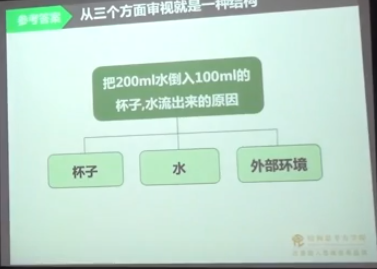 参考答案
从三个方面审视就是一种结构
把200ml水倒入100ml的
杯子,水流出来的原因
杯子
水
外部环境